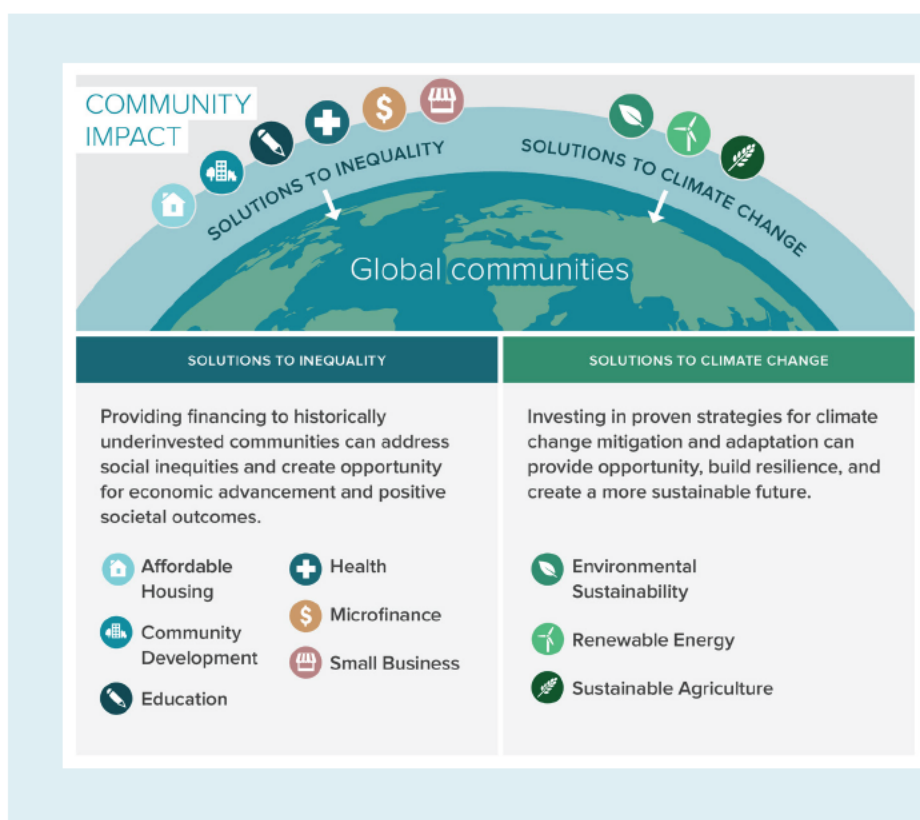 COMMUNITY
IMPACT
SOLUTIONS TO INEQUALITY
SOLUTIONS TO CLIMATE CHANGE
$
Global communities
SOLUTIONS TO INEQUALITY
Providing financing to historically
underinvested communities can address
social inequities and create opportunity
for economic advancement and positive
societal outcomes.
Affordable
Housing
Community
Development
Education
Health
$
Microfinance
Small Business
SOLUTIONS TO CLIMATE CHANGE
Investing in proven strategies for climate
change mitigation and adaptation can
provide opportunity, build resilience, and
create a more sustainable future.
Environmental
Sustainability
Renewable Energy
Sustainable Agriculture